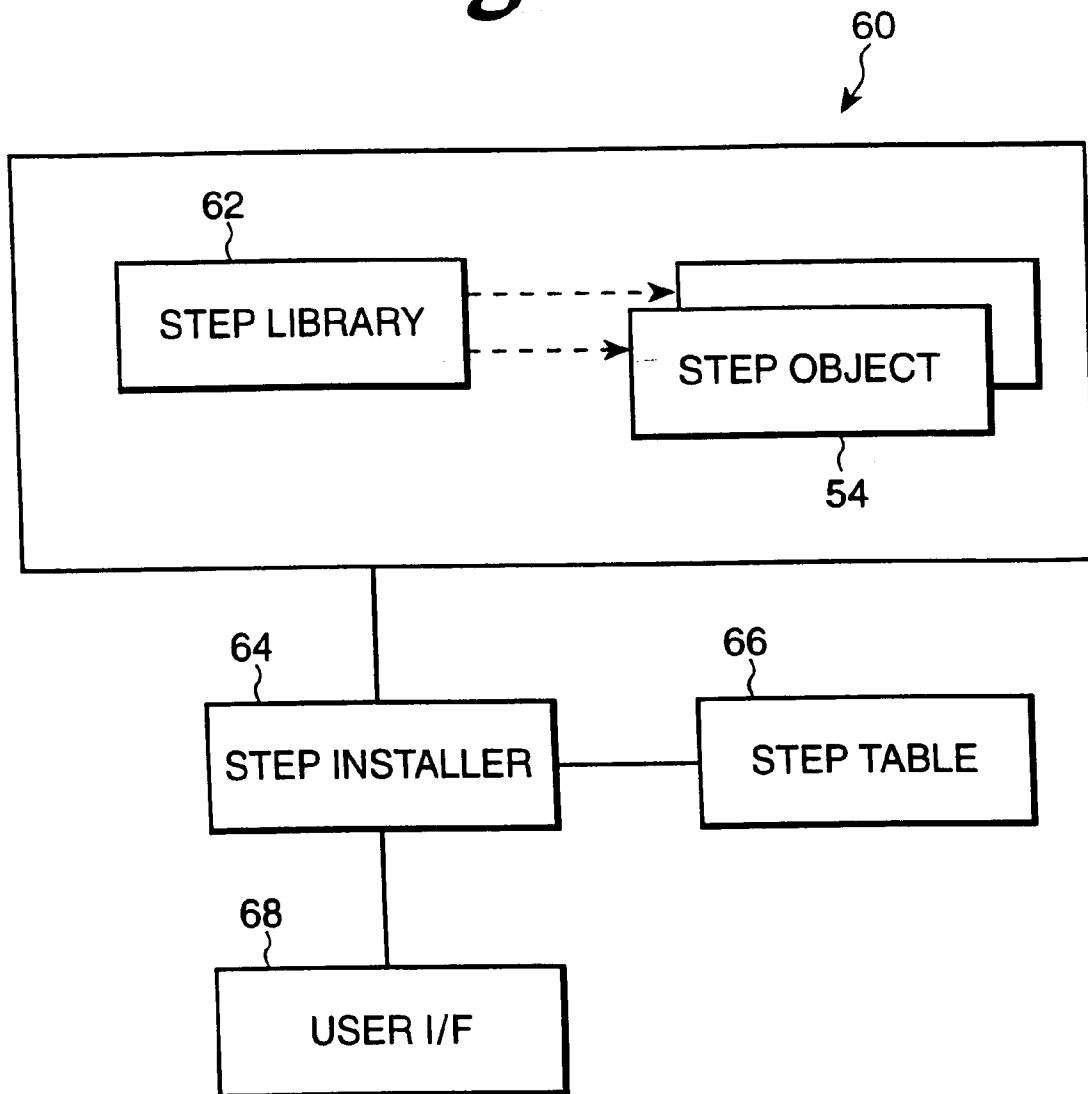 60
62
STEP LIBRARY
STEP OBJECT
54
64
66
STEP INSTALLER
STEP TABLE
68
USER I/F